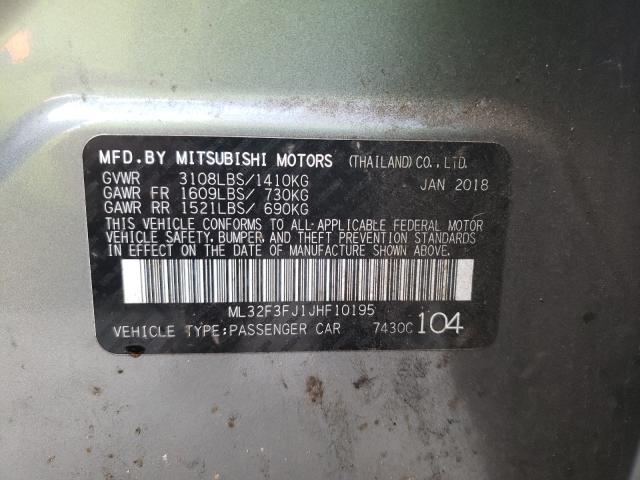 MFD.BY MITSUBISHI MOTORS (THAILAND)CO.,LTD.
GVWR 3108LBS/1410KG JAN 2018
GAWR FR 1609LBS/ 730KG
GAWR RR 1521LBS/ 690KG
THIS VEHICLE CONFORMS TO ALL-APPLICABLE FEDERAL MOTOR
VEHICLE SAFETY, BUMPER, AND THEFT PREVENTION STANDARDS
IN EFFECT ON THE DATE OF MANUFACTURE SHOWN ABOVE.
ML32F3FJ1JHF10195
VEHICLE TYPE:PASSENGER CAR 7430C 104